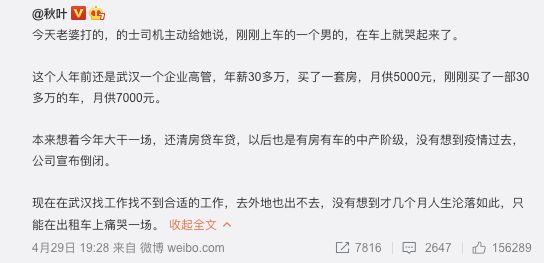 @秋叶
今天老婆打的，的士司机主动给她说，刚刚上车的一个男的，在车上就哭起来了。
这个人年前还是武汉一个企业高管，年薪30多万，买了一套房，月供5000元，刚刚买了一部30
多万的车，月供7000元。
本来想着今年大干一场，还清房贷车贷，以后也是有房有车的中产阶级，没有想到疫情过去，
公司宣布倒闭。
现在在武汉找工作找不到合适的工作，去外地也出不去，没有想到才几个月人生沦落如此，只
能在出租车上痛哭一场。 收起全文
4月29日 19:28 来自 微博 weibo.com 7816 2647 156289